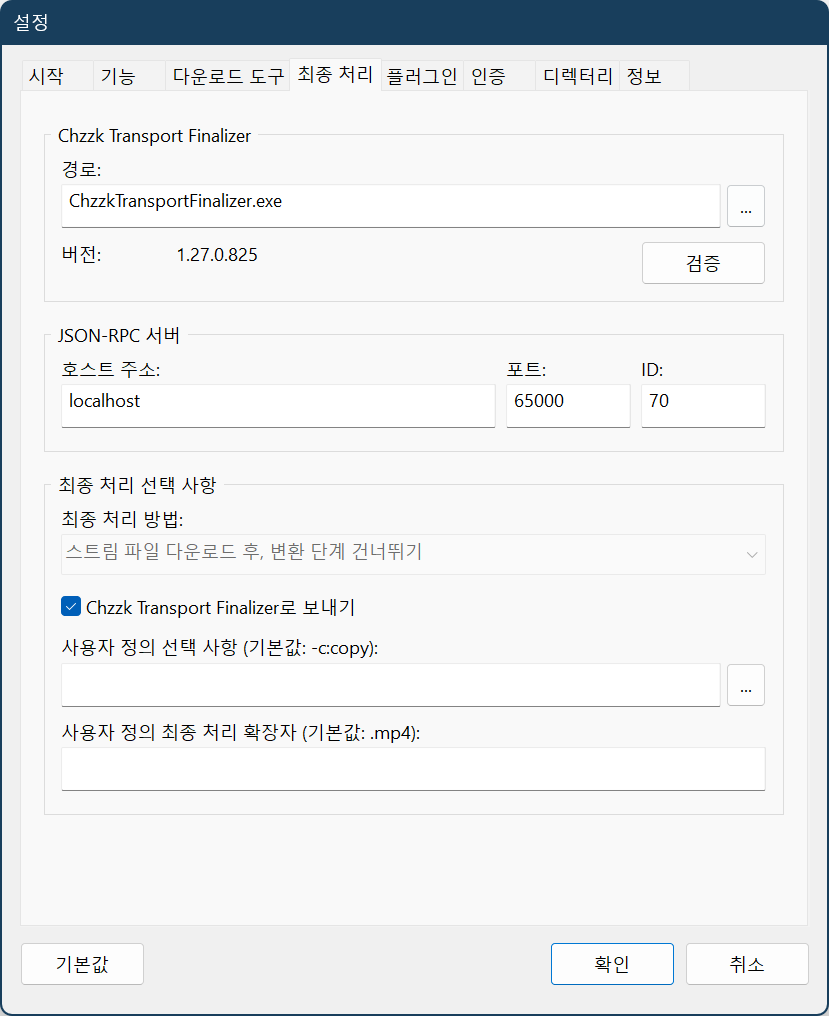 설정
시작 기능 다운로드 도구 최종 처리 플러그인 인증 디렉터리 정보
Chzzk Transport Finalizer
경로:
ChzzkTransportFinalizer.exe ...
버전: 1.27.0.825 검증
JSON-RPC 서버
호스트 주소: 포트: ID:
localhost 65000 70
최종 처리 선택 사항
최종 처리 방법:
스트림 파일 다운로드 후, 변환 단계 건너뛰기
Chzzk Transport Finalizer로 보내기
사용자 정의 선택 사항 (기본값: -c:copy):
...
사용자 정의 최종 처리 확장자 (기본값: .mp4):
기본값 확인 취소